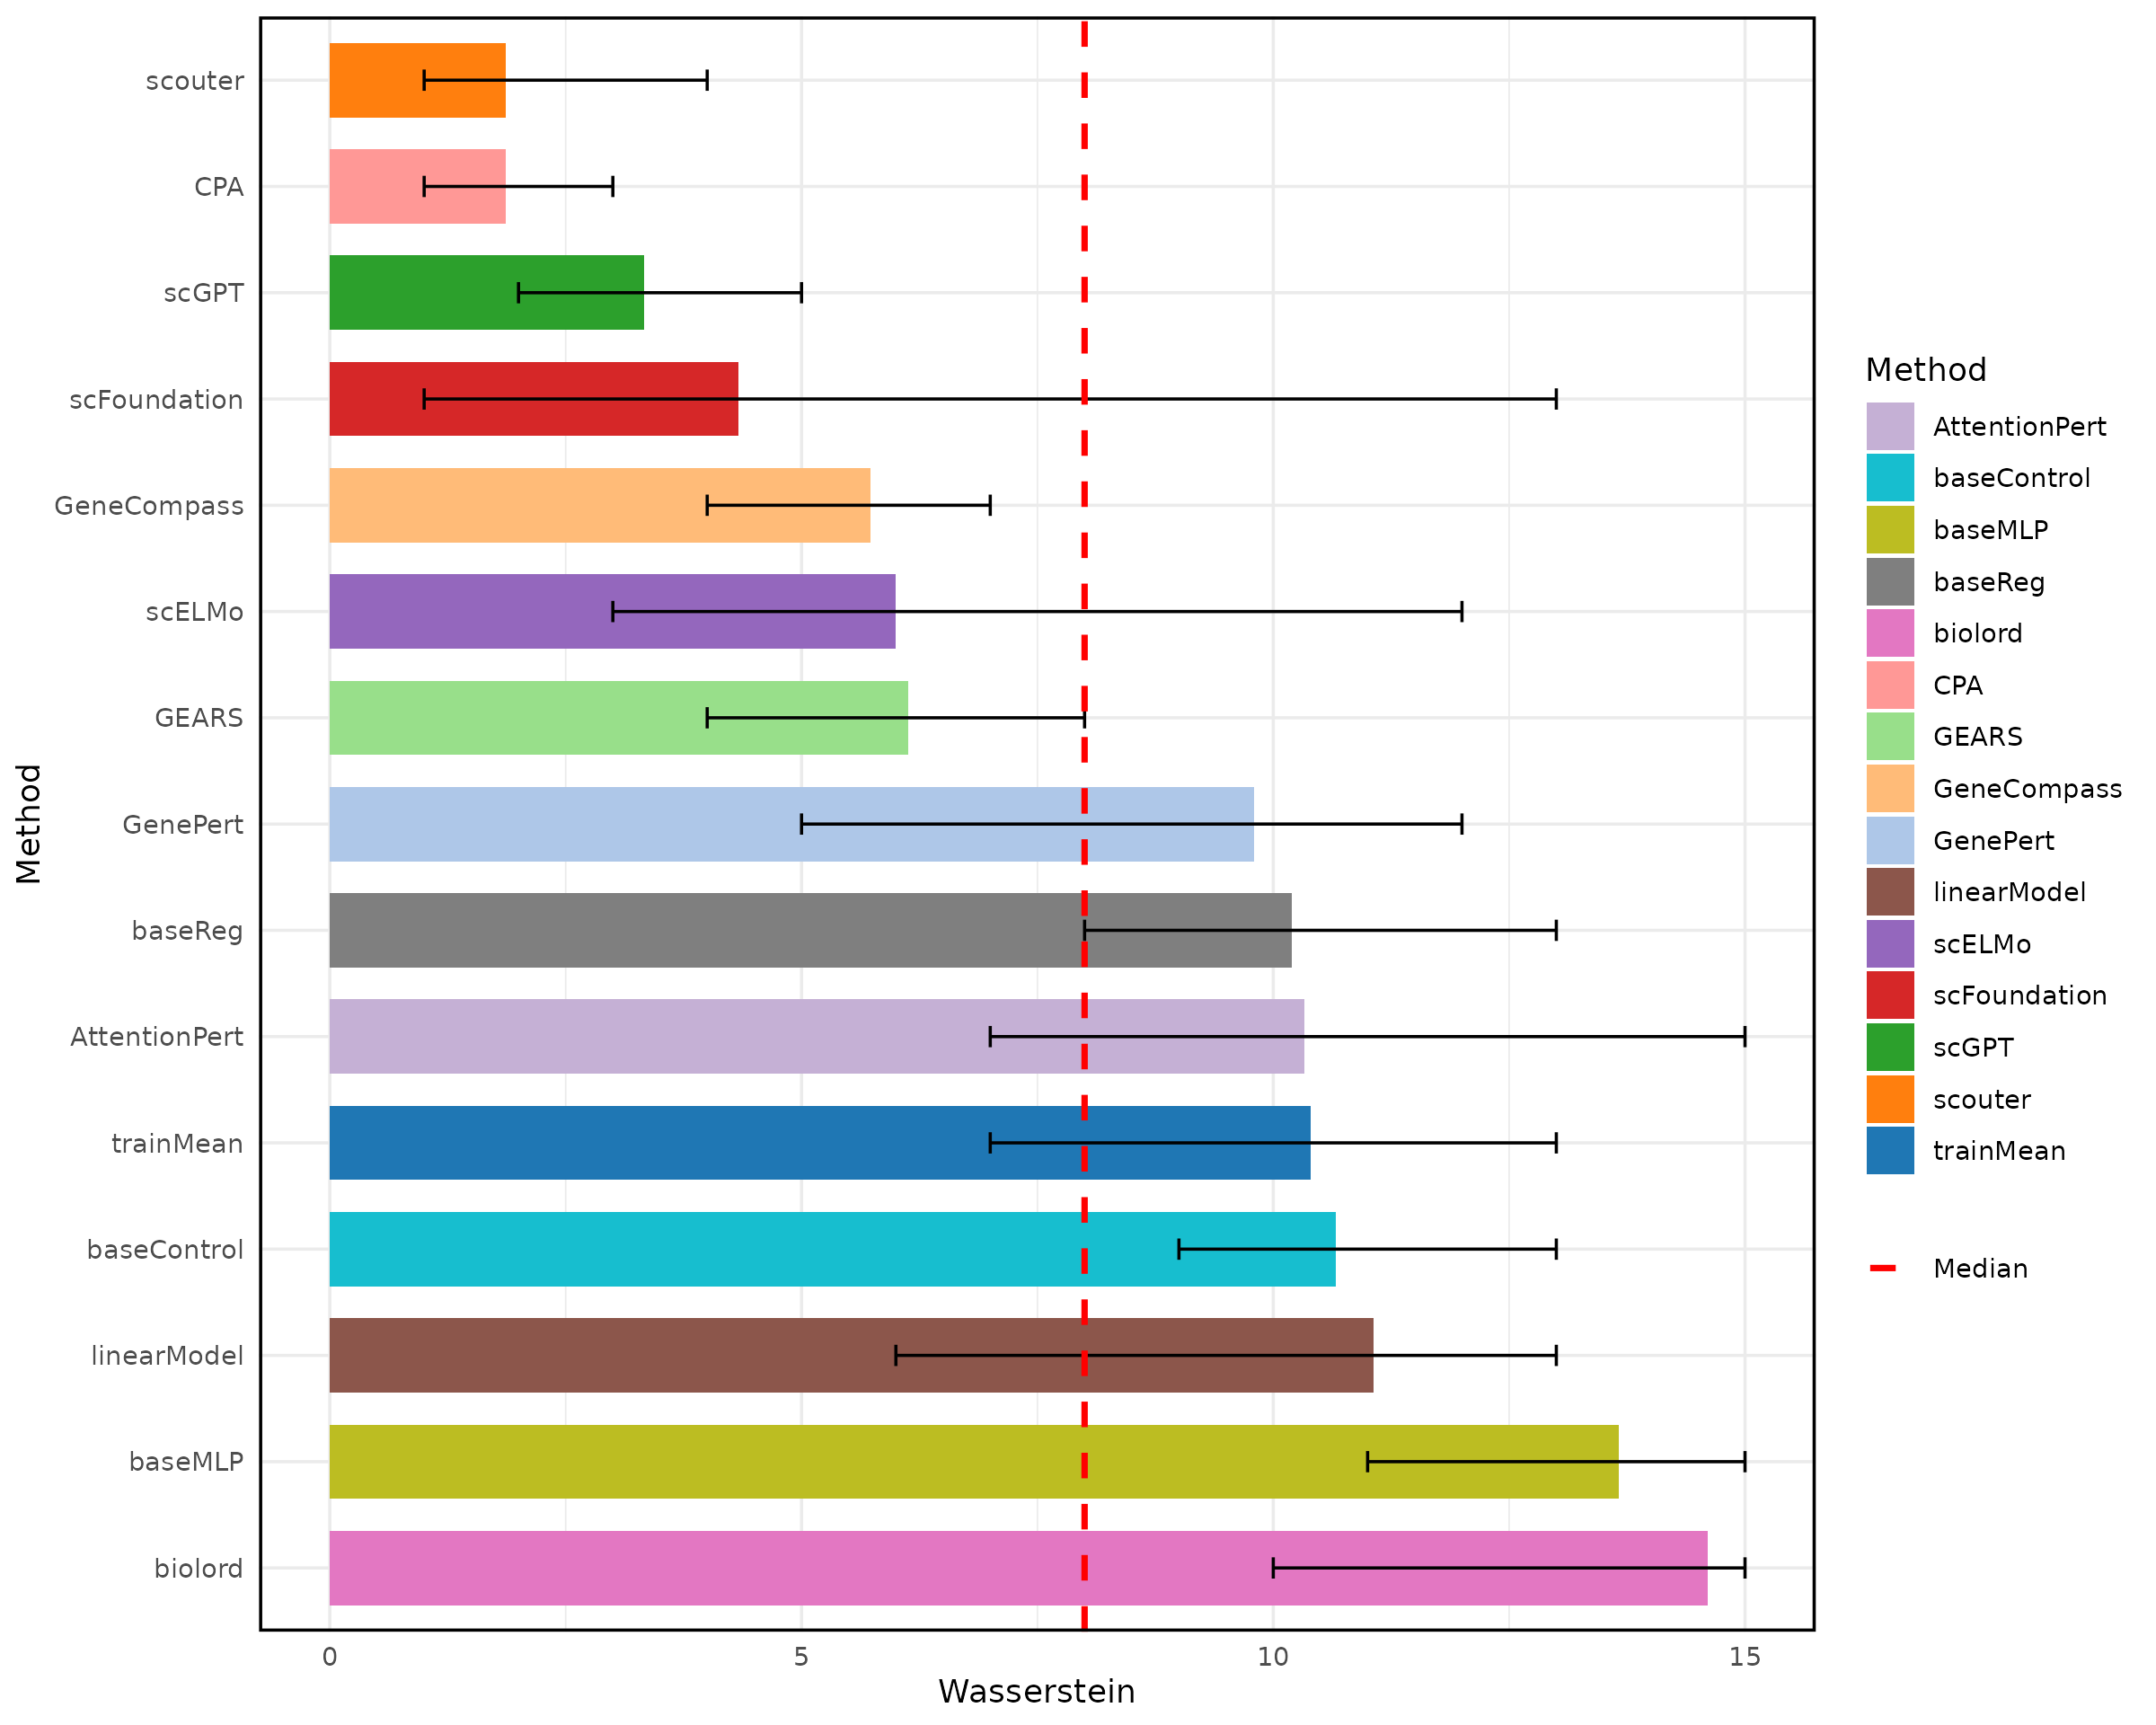 Method
scouter
CPA
scGPT
scFoundation
GeneCompass
scELMo
GEARS
GenePert
baseReg
AttentionPert
trainMean
baseControl
linearModel
baseMLP
biolord
0 5 10 15
Wasserstein
Method
AttentionPert
baseControl
baseMLP
baseReg
biolord
CPA
GEARS
GeneCompass
GenePert
linearModel
scELMo
scFoundation
scGPT
scouter
trainMean
Median